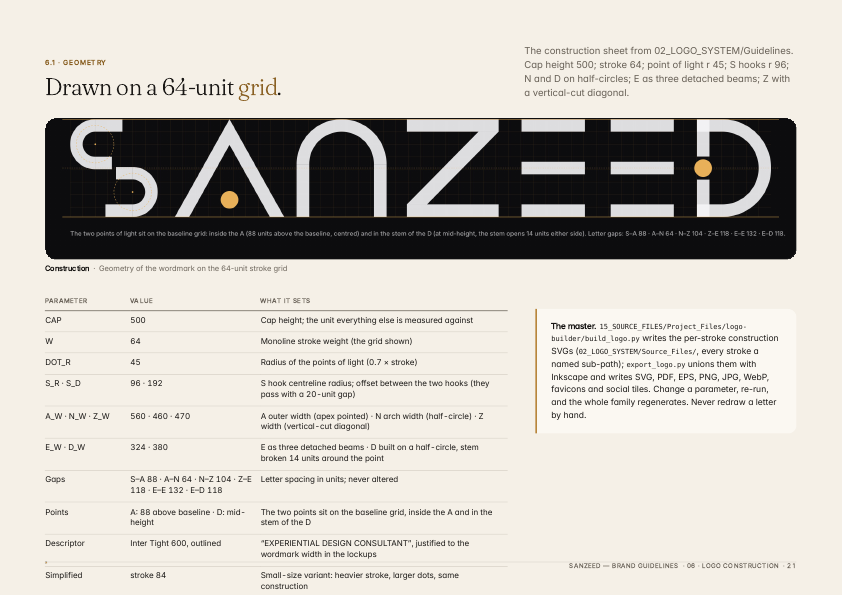 6.1 · GEOMETRY
Drawn on a 64-unit grid.
The construction sheet from 02_LOGO_SYSTEM/Guidelines.
Cap height 500; stroke 64; point of light r 45; S hooks r 96;
N and D on half-circles; E as three detached beams; Z with
a vertical-cut diagonal.
SANZEED
The two points of light sit on the baseline grid: inside the A (88 units above the baseline, centred) and in the stem of the D (at mid-height, the stem opens 14 units either side). Letter gaps: S–A 88 · A–N 64 · N–Z 104 · Z–E 118 · E–E 132 · E–D 118.
Construction · Geometry of the wordmark on the 64-unit stroke grid
PARAMETER VALUE WHAT IT SETS
CAP 500 Cap height; the unit everything else is measured against
W 64 Monoline stroke weight (the grid shown)
DOT_R 45 Radius of the points of light (0.7 × stroke)
S_R · S_D 96 · 192 S hook centreline radius; offset between the two hooks (they
pass with a 20-unit gap)
A_W · N_W · Z_W 560 · 460 · 470 A outer width (apex pointed) · N arch width (half-circle) · Z
width (vertical-cut diagonal)
E_W · D_W 324 · 380 E as three detached beams · D built on a half-circle, stem
broken 14 units around the point
Gaps S–A 88 · A–N 64 · N–Z 104 · Z–E Letter spacing in units; never altered
118 · E–E 132 · E–D 118
Points A: 88 above baseline · D: mid- The two points sit on the baseline grid, inside the A and in the
height stem of the D
Descriptor Inter Tight 600, outlined “EXPERIENTIAL DESIGN CONSULTANT”, justified to the
wordmark width in the lockups
Simplified stroke 84 Small-size variant: heavier stroke, larger dots, same
construction
The master. 15_SOURCE_FILES/Project_Files/logo-
builder/build_logo.py writes the per-stroke construction
SVGs (02_LOGO_SYSTEM/Source_Files/, every stroke a
named sub-path); export_logo.py unions them with
Inkscape and writes SVG, PDF, EPS, PNG, JPG, WebP,
favicons and social tiles. Change a parameter, re-run,
and the whole family regenerates. Never redraw a letter
by hand.
SANZEED — BRAND GUIDELINES · 06 · LOGO CONSTRUCTION · 21